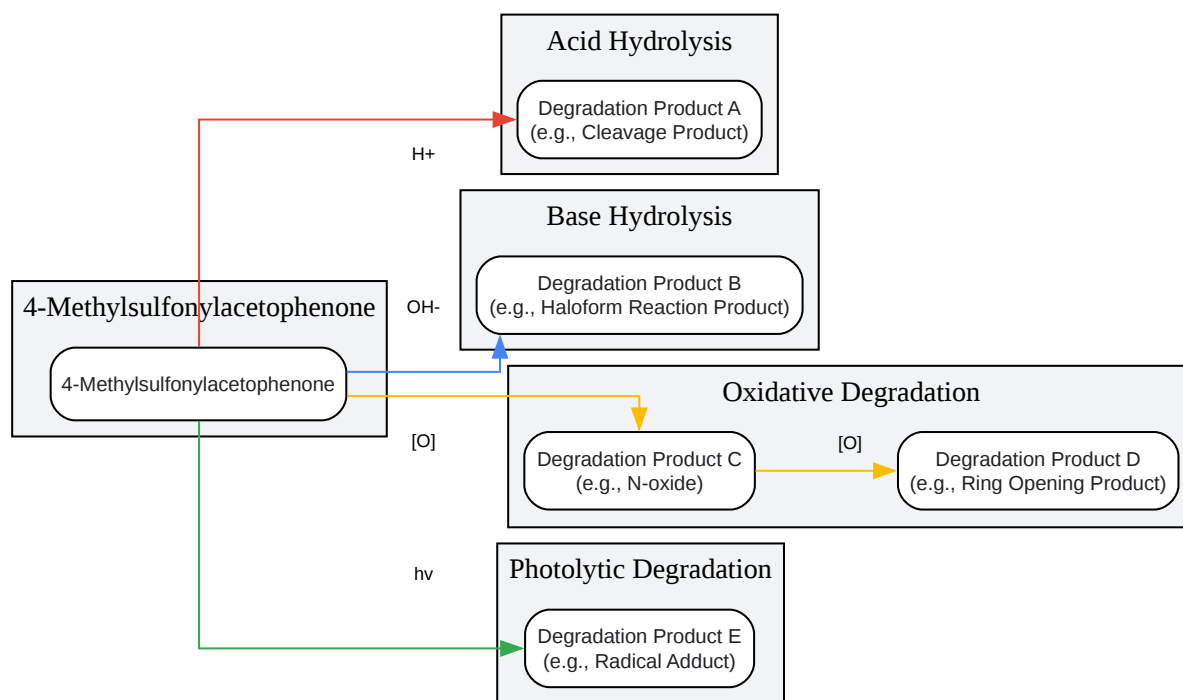 Acid Hydrolysis
Degradation Product A
(e.g., Cleavage Product)
H+
Base Hydrolysis
Degradation Product B
(e.g., Haloform Reaction Product)
OH-
4-Methylsulfonylacetophenone
4-Methylsulfonylacetophenone
Oxidative Degradation
[O]
Degradation Product C
(e.g., N-oxide)
[O]
Degradation Product D
(e.g., Ring Opening Product)
Photolytic Degradation
hv
Degradation Product E
(e.g., Radical Adduct)